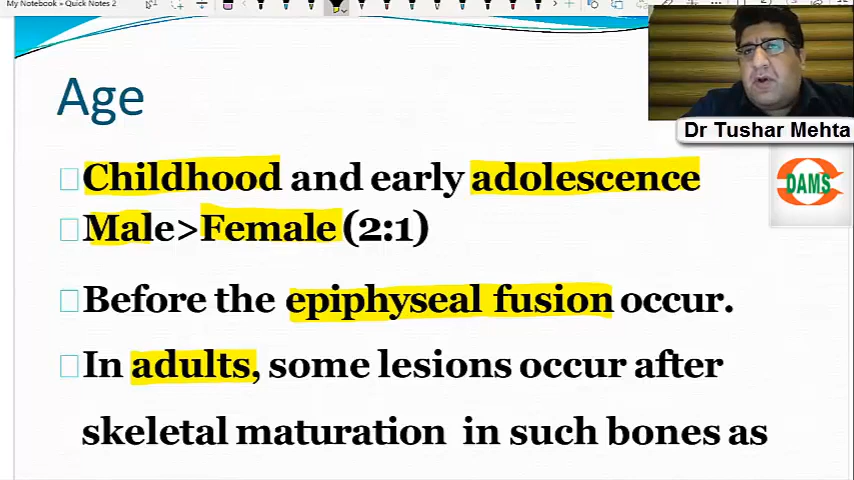 My Notebook > Quick Notes 2
Age
Childhood and early adolescence
Male>Female (2:1)
Before the epiphyseal fusion occur.
In adults, some lesions occur after
skeletal maturation in such bones as
Dr Tushar Mehta
DAMS